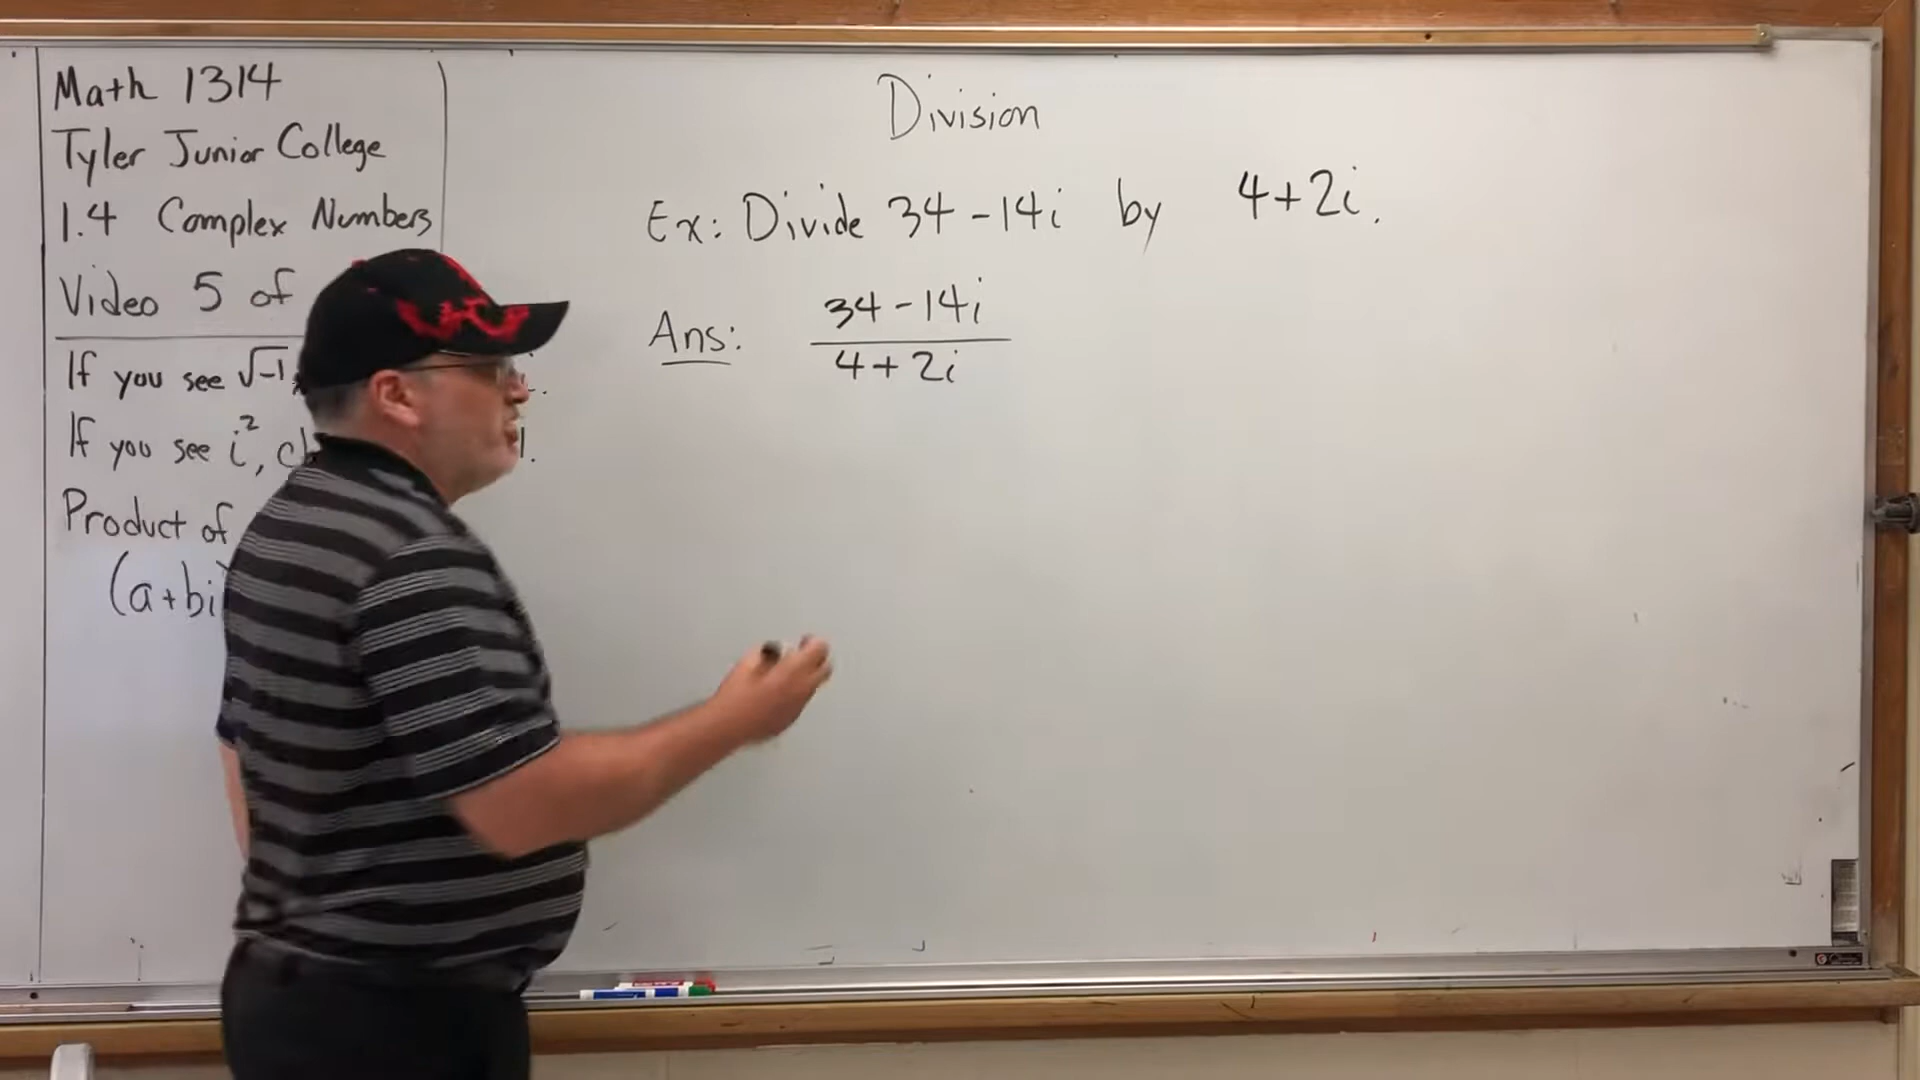 Math 1314
Tyler Junior College
1.4 Complex Numbers
Video 5 of
If you see √-1,
If you see i²,
Product of
(a+bi
Division
Ex: Divide 34-14i by 4+2i.
Ans:
34-14i
4+2i